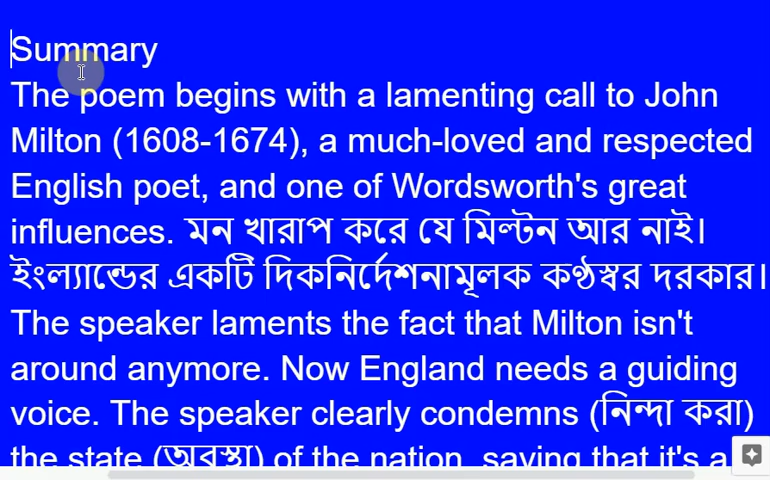 Summary
The poem begins with a lamenting call to John
Milton (1608-1674), a much-loved and respected
English poet, and one of Wordsworth's great
influences. মন খারাপ করে যে মিল্টন আর নাই।
ইংল্যান্ডের একটি দিকনির্দেশনামূলক কণ্ঠস্বর দরকার।
The speaker laments the fact that Milton isn't
around anymore. Now England needs a guiding
voice. The speaker clearly condemns (নিন্দা করা)
the state (অবস্থা) of the nation, saying that it's a